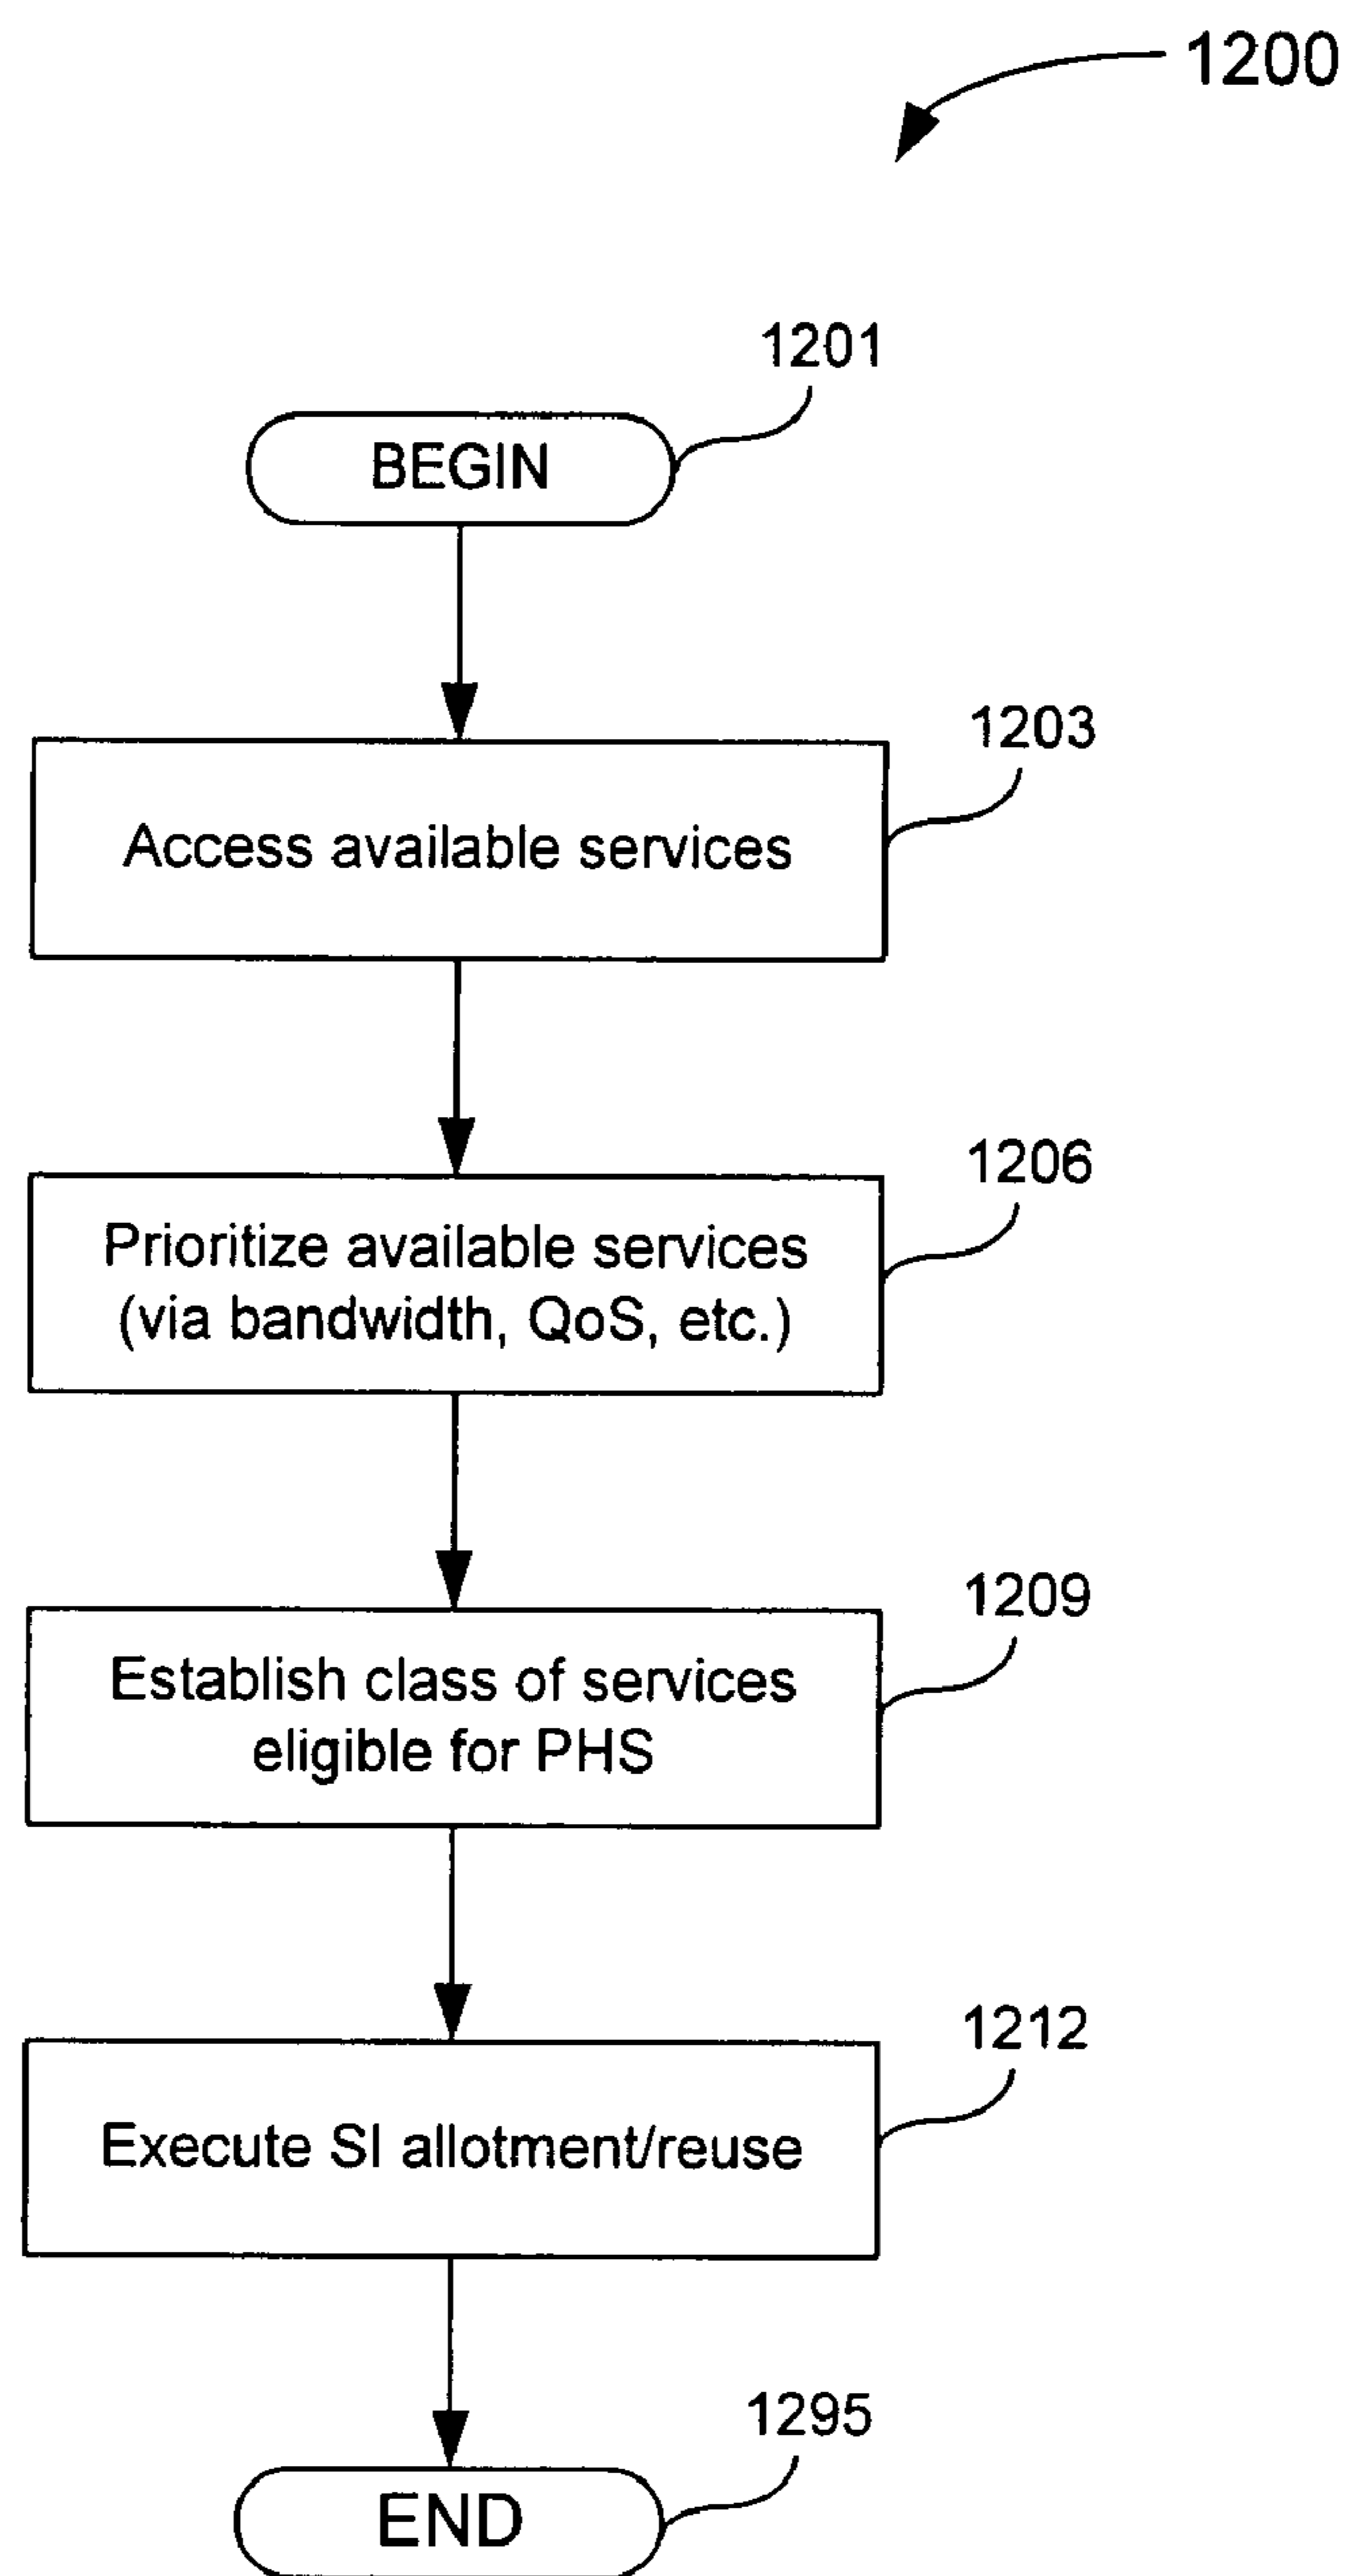 1200
1201
BEGIN
1203
Access available services
1206
Prioritize available services
(via bandwidth, QoS, etc.)
1209
Establish class of services
eligible for PHS
1212
Execute SI allotment/reuse
1295
END